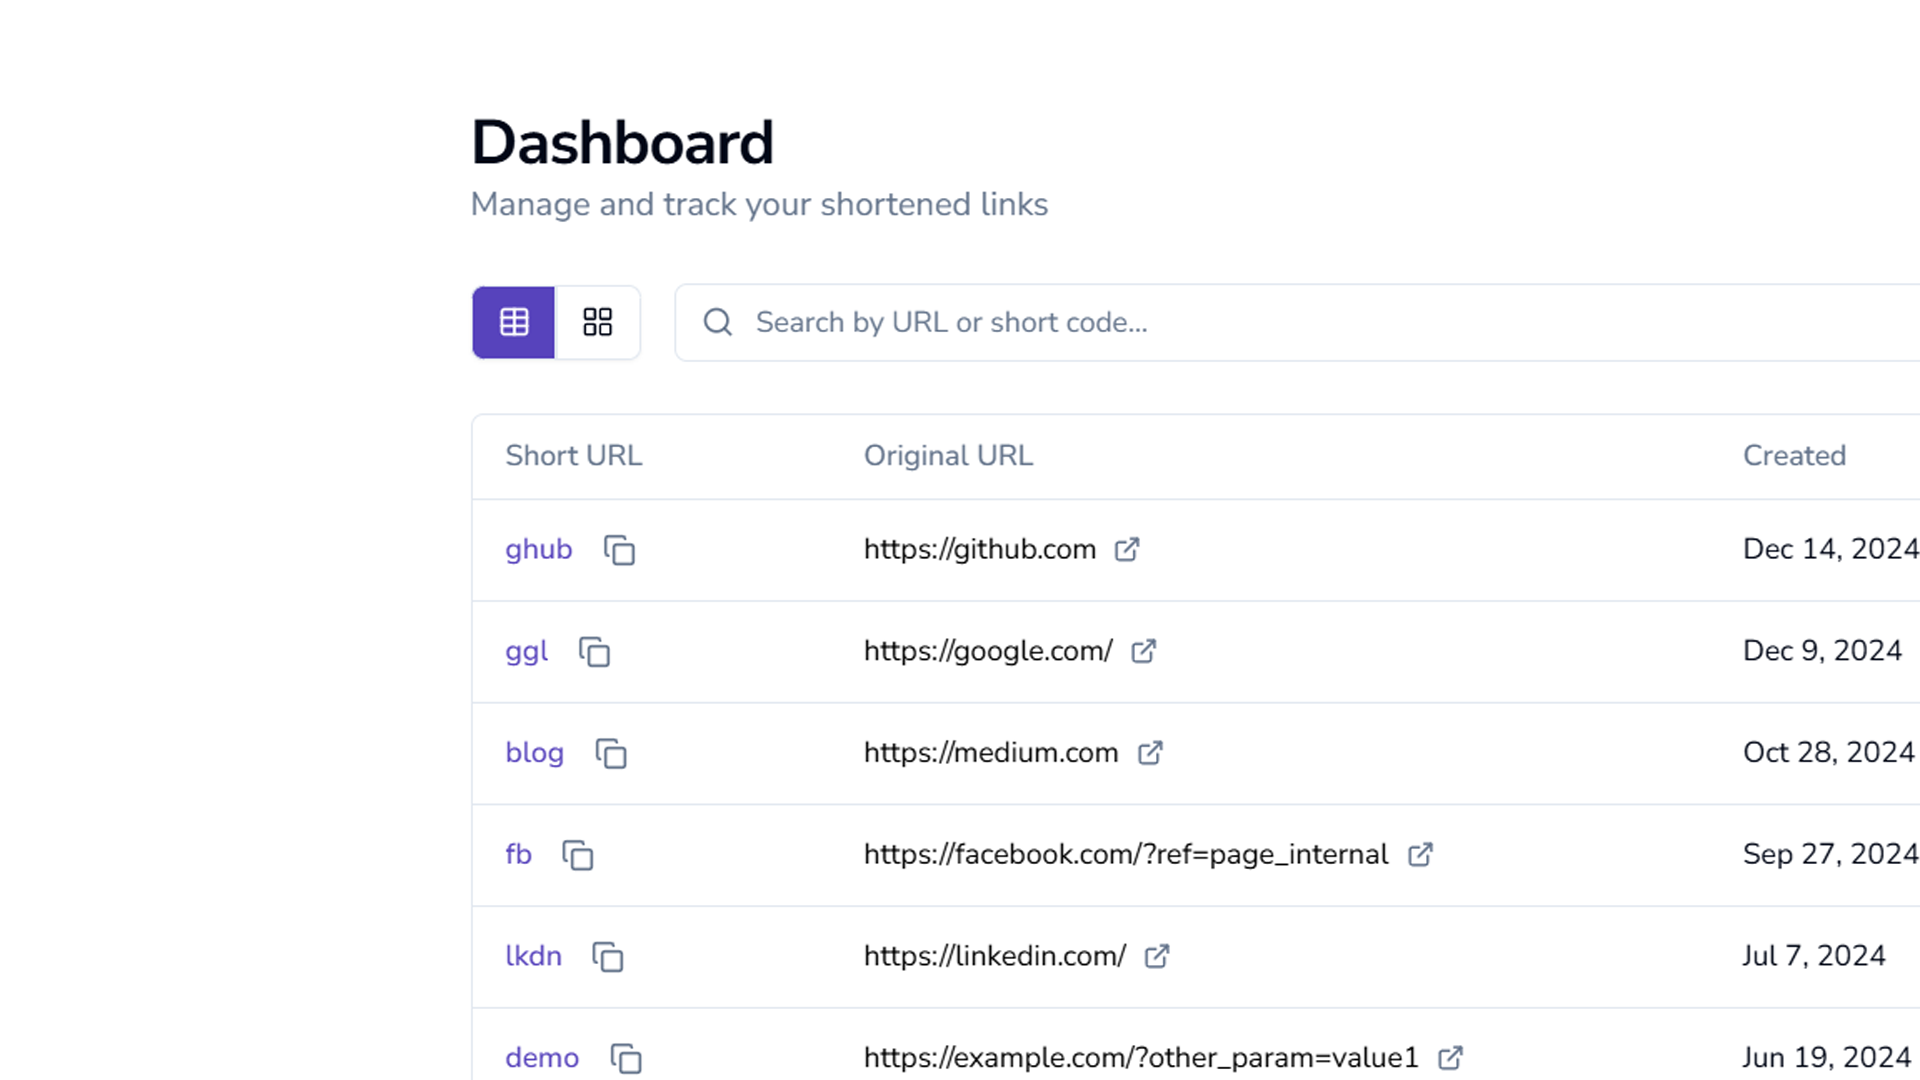 Dashboard
Manage and track your shortened links
Search by URL or short code...
Short URL Original URL Created
ghub https://github.com Dec 14, 2024
ggl https://google.com/ Dec 9, 2024
blog https://medium.com Oct 28, 2024
fb https://facebook.com/?ref=page_internal Sep 27, 2024
lkdn https://linkedin.com/ Jul 7, 2024
demo https://example.com/?other_param=value1 Jun 19, 2024